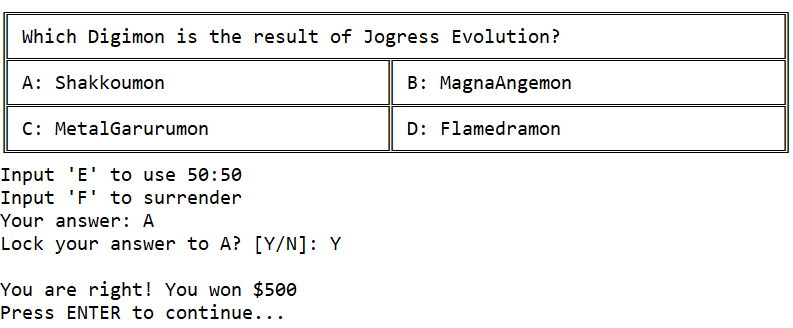 Which Digimon is the result of Jogress Evolution?
A: Shakkoumon
B: MagnaAngemon
C: MetalGarurumon
D: Flamedramon
Input 'E' to use 50:50
Input 'F' to surrender
Your answer: A
Lock your answer to A? [Y/N]: Y
You are right! You won $500
Press ENTER to continue...